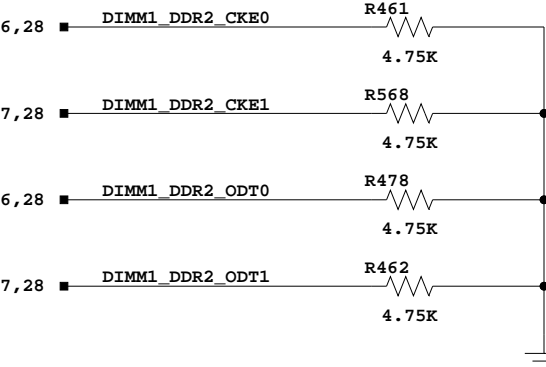 R461
6,28 DIMM1_DDR2_CKE0
4.75K
R568
7,28 DIMM1_DDR2_CKE1
4.75K
R478
6,28 DIMM1_DDR2_ODT0
4.75K
R462
7,28 DIMM1_DDR2_ODT1
4.75K